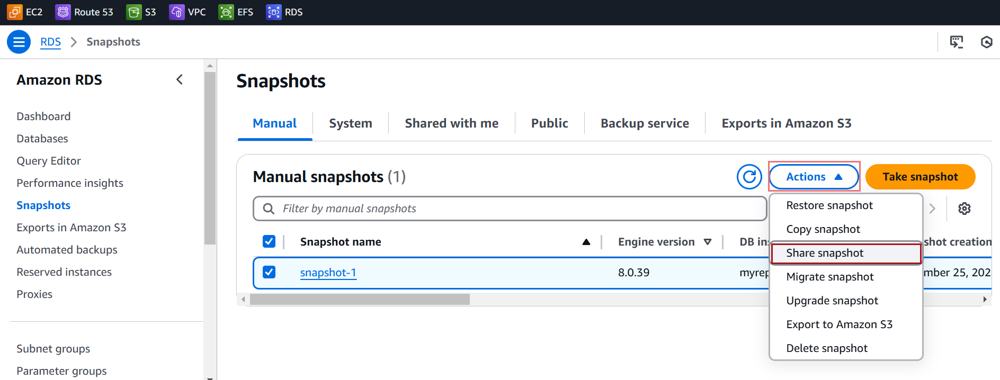 EC2 Route 53 S3 VPC EFS RDS
RDS Snapshots
Amazon RDS
Dashboard
Databases
Query Editor
Performance insights
Snapshots
Exports in Amazon S3
Automated backups
Reserved instances
Proxies
Subnet groups
Parameter groups
Snapshots
Manual System Shared with me Public Backup service Exports in Amazon S3
Manual snapshots (1)
Actions Take snapshot
Filter by manual snapshots
Snapshot name Engine version DB ins shot creation
snapshot-1 8.0.39 myrep mber 25, 202
Restore snapshot
Copy snapshot
Share snapshot
Migrate snapshot
Upgrade snapshot
Export to Amazon S3
Delete snapshot